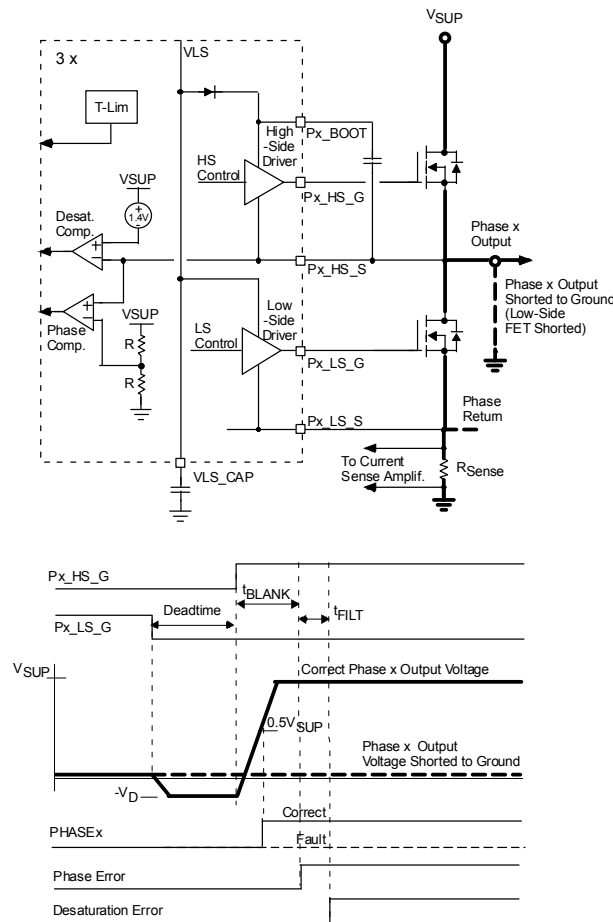 VSUP
3 x
VLS
T-Lim
High
-Side
Driver
Px_BOOT
HS
Control
Px_HS_G
VSUP
1.4V
Desat.
Comp.
Phase x
Output
Px_HS_S
Phase x Output
Shorted to Ground
(Low-Side
FET Shorted)
Phase
Comp.
VSUP
R
R
Low
-Side
Driver
LS
Control
Px_LS_G
Phase
Return
Px_LS_S
To Current
Sense Amplif.
RSense
VLS_CAP
Px_HS_G
Deadtime
tBLANK
tFILT
Px_LS_G
VSUP
Correct Phase x Output Voltage
0.5VSUP
Phase x Output
Voltage Shorted to Ground
-VD
Correct
PHASEx
Fault
Phase Error
Desaturation Error